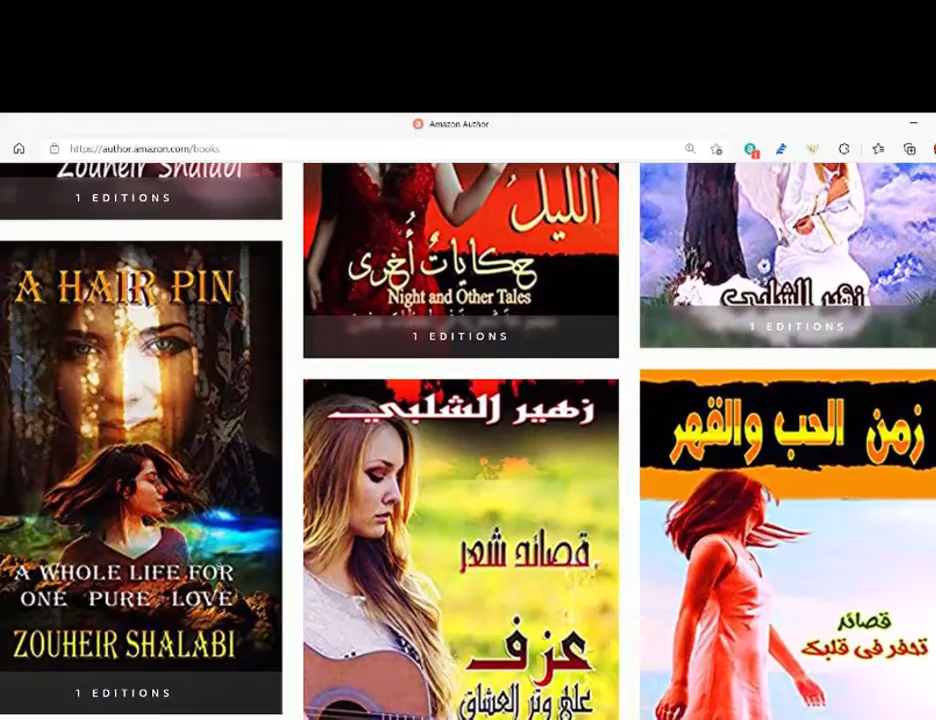 Amazon Author
https://author.amazon.com/books
Zouheir Shalabi
1 EDITIONS
A HAIR PIN
A WHOLE LIFE FOR
ONE PURE LOVE
ZOUHEIR SHALABI
1 EDITIONS
الليل
حكاياتُ أُخرى
Night and Other Tales
1 EDITIONS
زهير الشلبي
قصائد شعر
عزف
على وتر العشاق
زهير الشلبي
1 EDITIONS
زمن الحب والقهر
قصائد
تحفر في قلبك